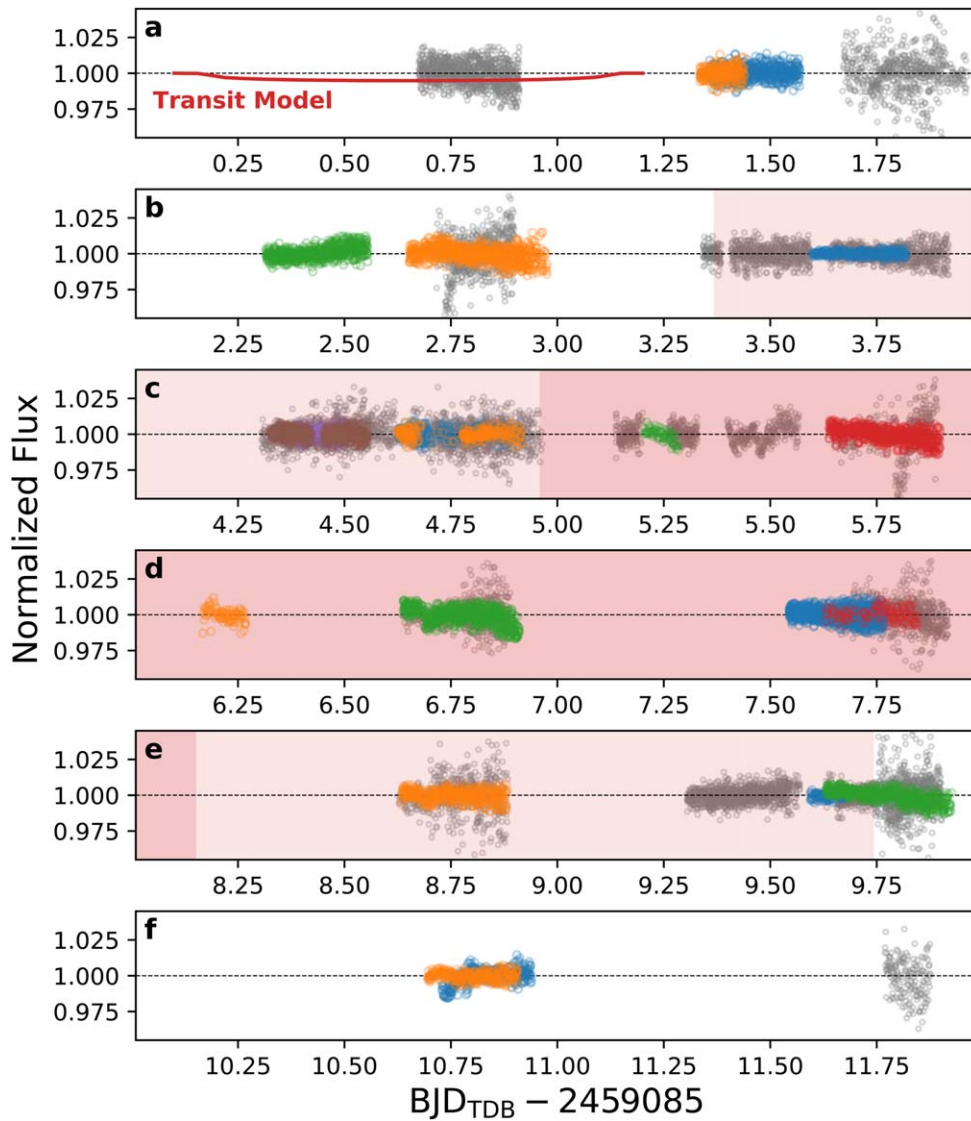 a
1.025
1.000
0.975
Transit Model
0.25 0.50 0.75 1.00 1.25 1.50 1.75
b
1.025
1.000
0.975
2.25 2.50 2.75 3.00 3.25 3.50 3.75
c
1.025
1.000
0.975
4.25 4.50 4.75 5.00 5.25 5.50 5.75
d
1.025
1.000
0.975
6.25 6.50 6.75 7.00 7.25 7.50 7.75
e
1.025
1.000
0.975
8.25 8.50 8.75 9.00 9.25 9.50 9.75
f
1.025
1.000
0.975
10.25 10.50 10.75 11.00 11.25 11.50 11.75
Normalized Flux
BJD_TDB − 2459085